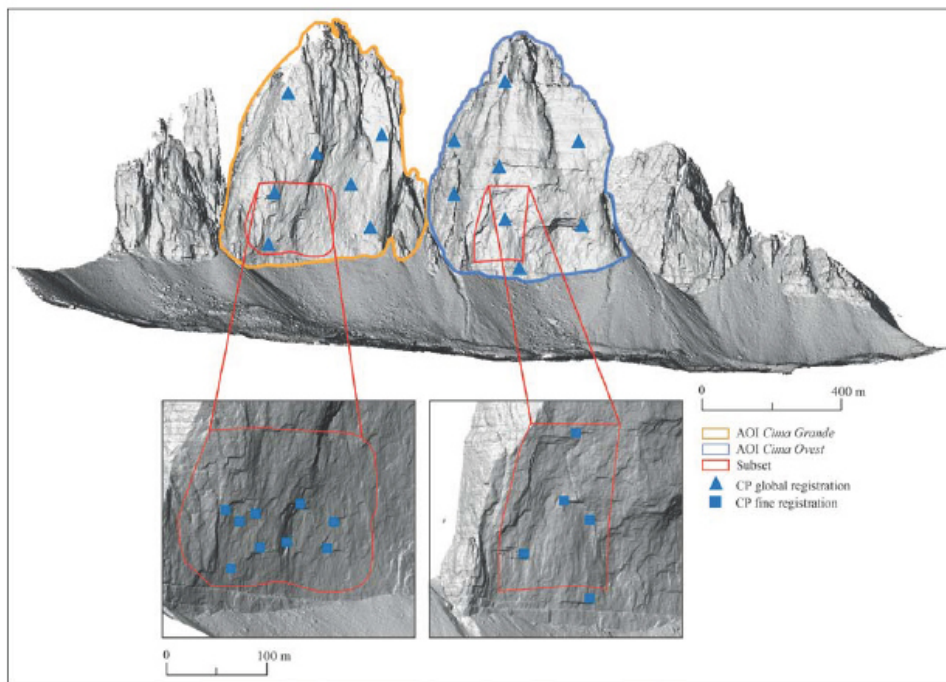 0 400 m
AOI Cima Grande
AOI Cima Ovest
Subset
CP global registration
CP fine registration
0 100 m